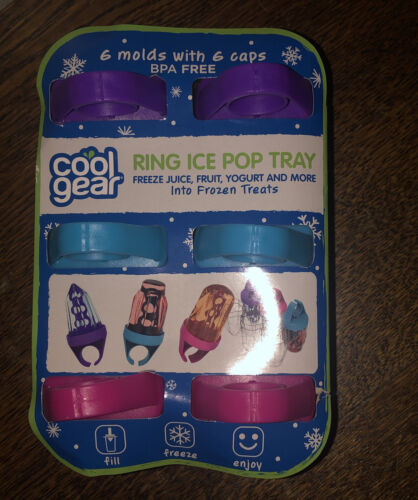 6 molds with 6 caps
BPA FREE
cool
gear®
RING ICE POP TRAY
FREEZE JUICE, FRUIT, YOGURT AND MORE
Into Frozen Treats
fill
freeze
enjoy